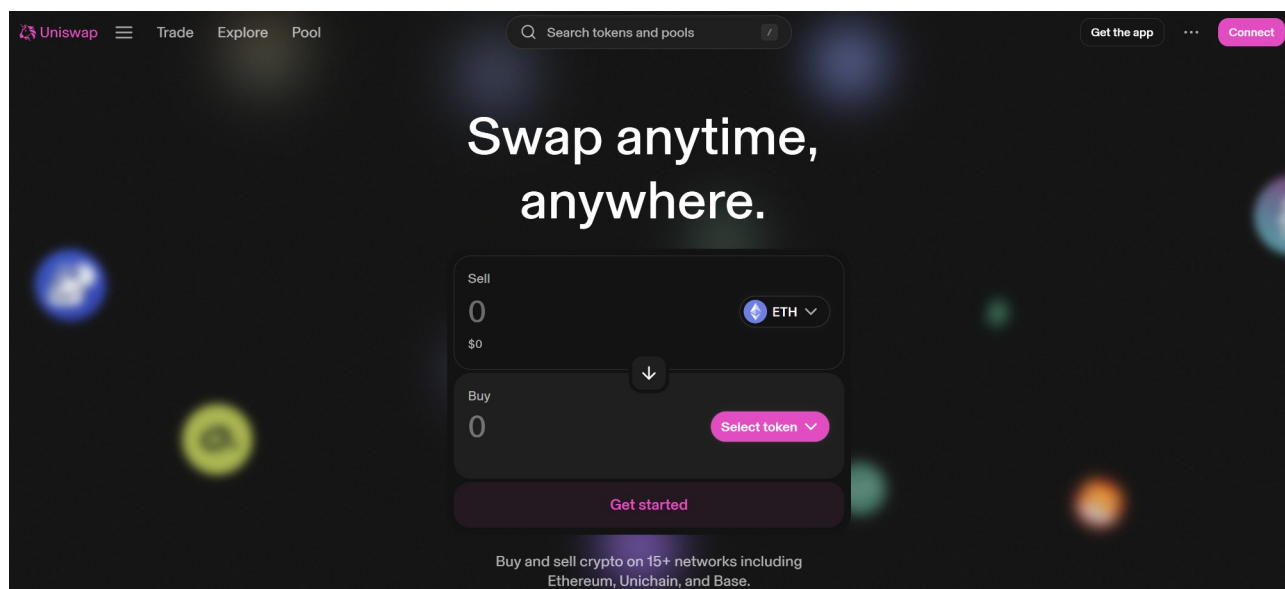 Uniswap
Trade
Explore
Pool
Search tokens and pools
/
Get the app
Connect
Swap anytime,
anywhere.
Sell
0
ETH
$0
Buy
0
Select token
Get started
Buy and sell crypto on 15+ networks including
Ethereum, Unichain, and Base.